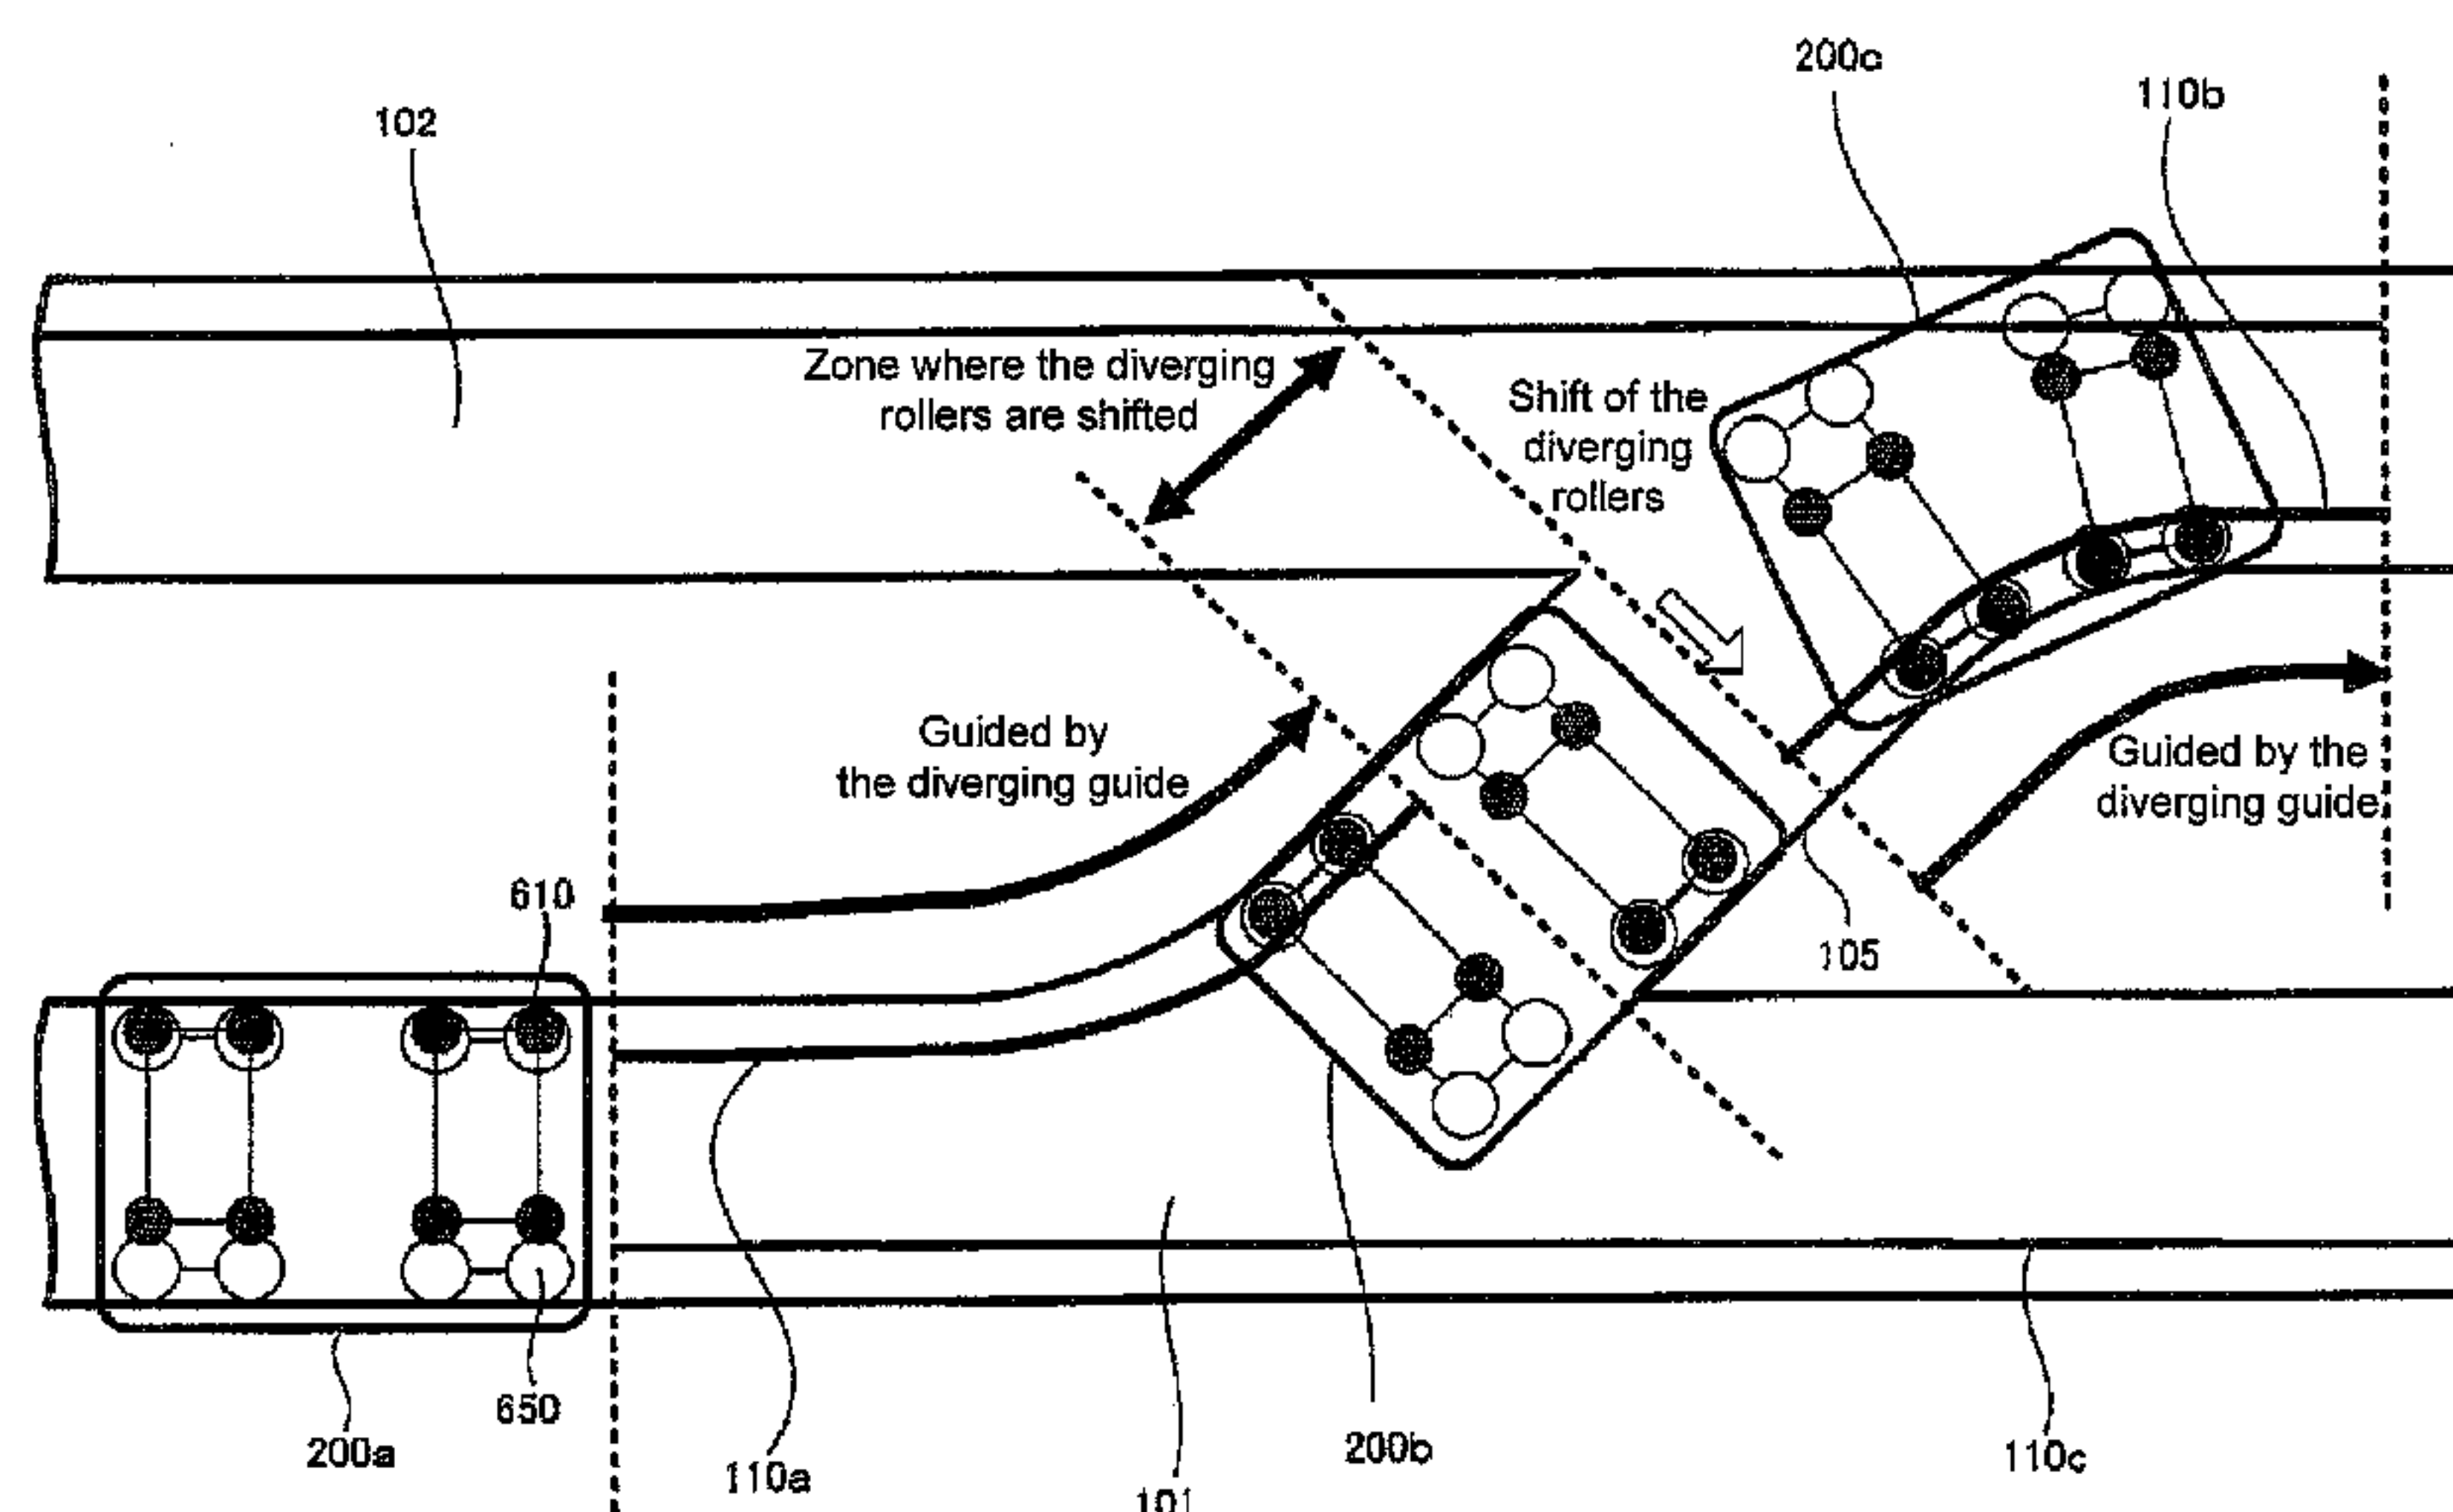 200c
110b
102
Zone where the diverging
rollers are shifted
Shift of the
diverging
rollers
Guided by
the diverging guide
Guided by the
diverging guide
610
105
650
200a
110a
200b
110c
101